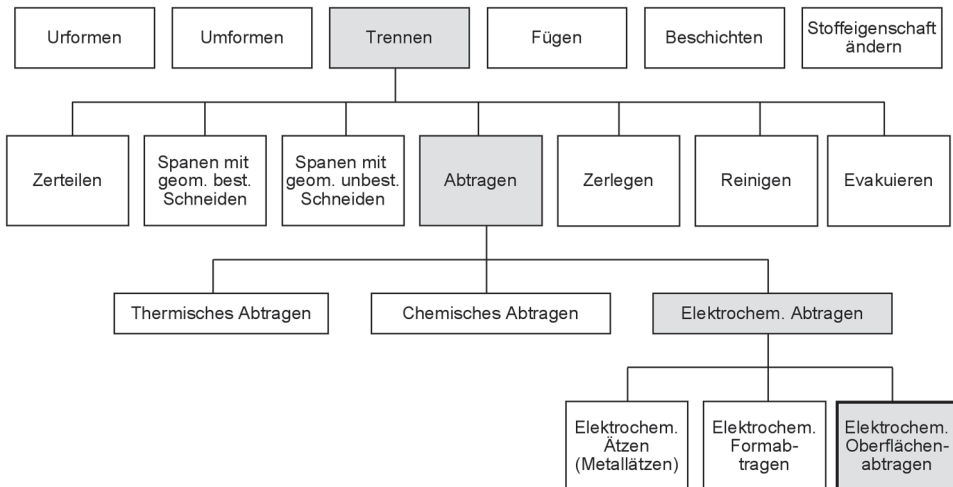 Urformen
Umformen
Trennen
Fügen
Beschichten
Stoffeigenschaft
ändern
Zerteilen
Spanen mit
geom. best.
Schneiden
Spanen mit
geom. unbest.
Schneiden
Abtragen
Zerlegen
Reinigen
Evakuieren
Thermisches Abtragen
Chemisches Abtragen
Elektrochem. Abtragen
Elektrochem.
Ätzen
(Metallätzen)
Elektrochem.
Formab-
tragen
Elektrochem.
Oberflächen-
abtragen